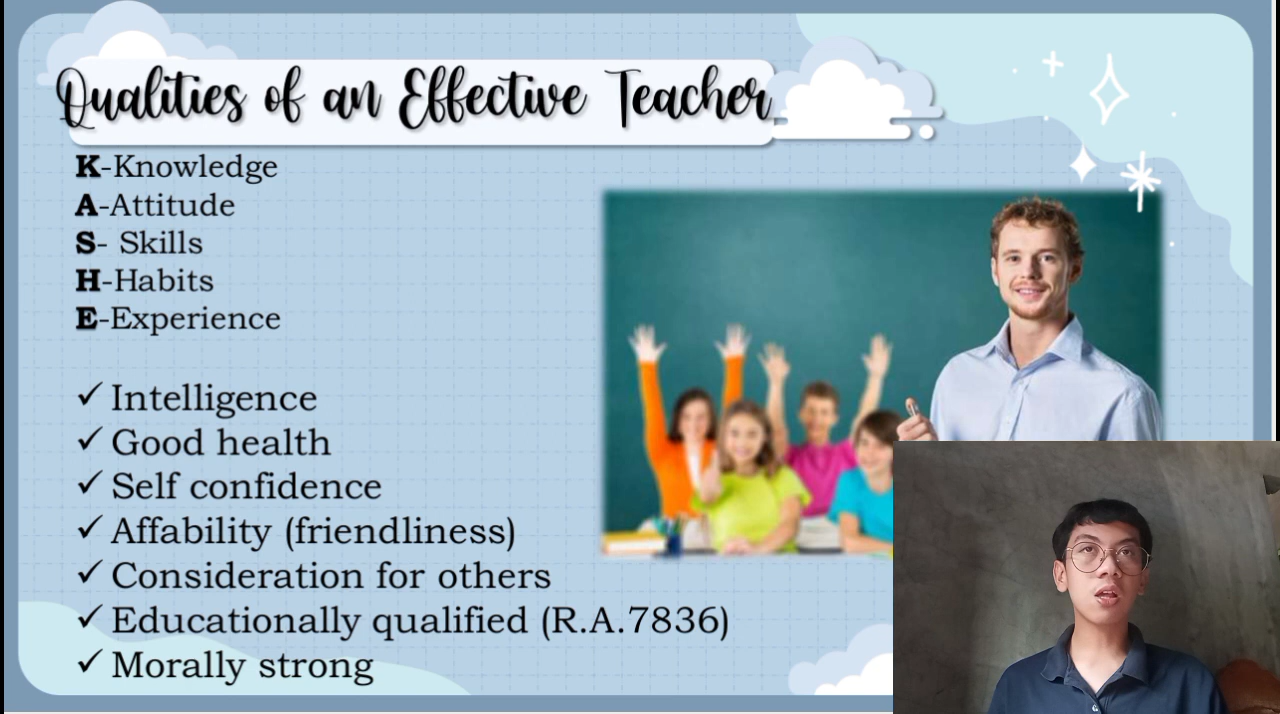 Qualities of an Effective Teacher
K-Knowledge
A-Attitude
S- Skills
H-Habits
E-Experience
✓ Intelligence
✓ Good health
✓ Self confidence
✓ Affability (friendliness)
✓ Consideration for others
✓ Educationally qualified (R.A.7836)
✓ Morally strong